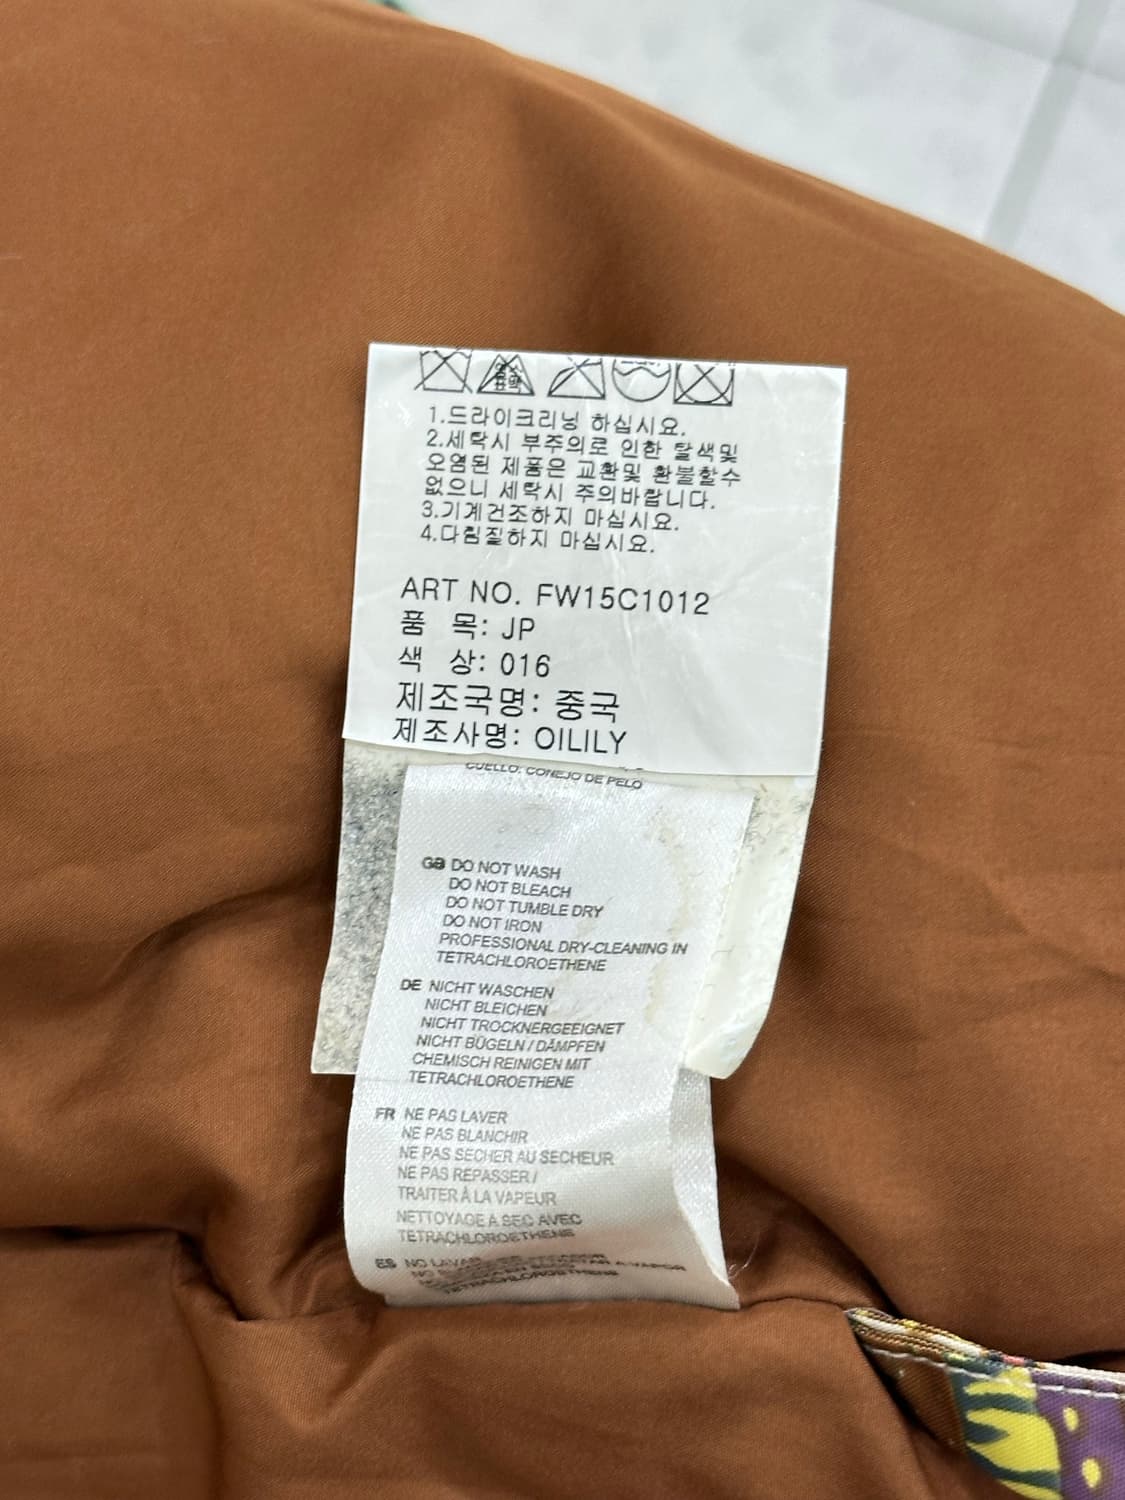 염소
표백
1.드라이크리닝 하십시요.
2.세탁시 부주의로 인한 탈색및
오염된 제품은 교환및 환불할수
없으니 세탁시 주의바랍니다.
3.기계건조하지 마십시요.
4.다림질하지 마십시요.
ART NO. FW15C1012
품 목: JP
색 상: 016
제조국명: 중국
제조사명: OILILY
CUELLO: CONEJO DE PELO
GB DO NOT WASH
DO NOT BLEACH
DO NOT TUMBLE DRY
DO NOT IRON
PROFESSIONAL DRY-CLEANING IN
TETRACHLOROETHENE
DE NICHT WASCHEN
NICHT BLEICHEN
NICHT TROCKNERGEEIGNET
NICHT BÜGELN / DÄMPFEN
CHEMISCH REINIGEN MIT
TETRACHLOROETHENE
FR NE PAS LAVER
NE PAS BLANCHIR
NE PAS SECHER AU SECHEUR
NE PAS REPASSER /
TRAITER À LA VAPEUR
NETTOYAGE A SEC AVEC
TETRACHLOROETHENE
ES NO LAVAR
TETRACHLOROETHENE